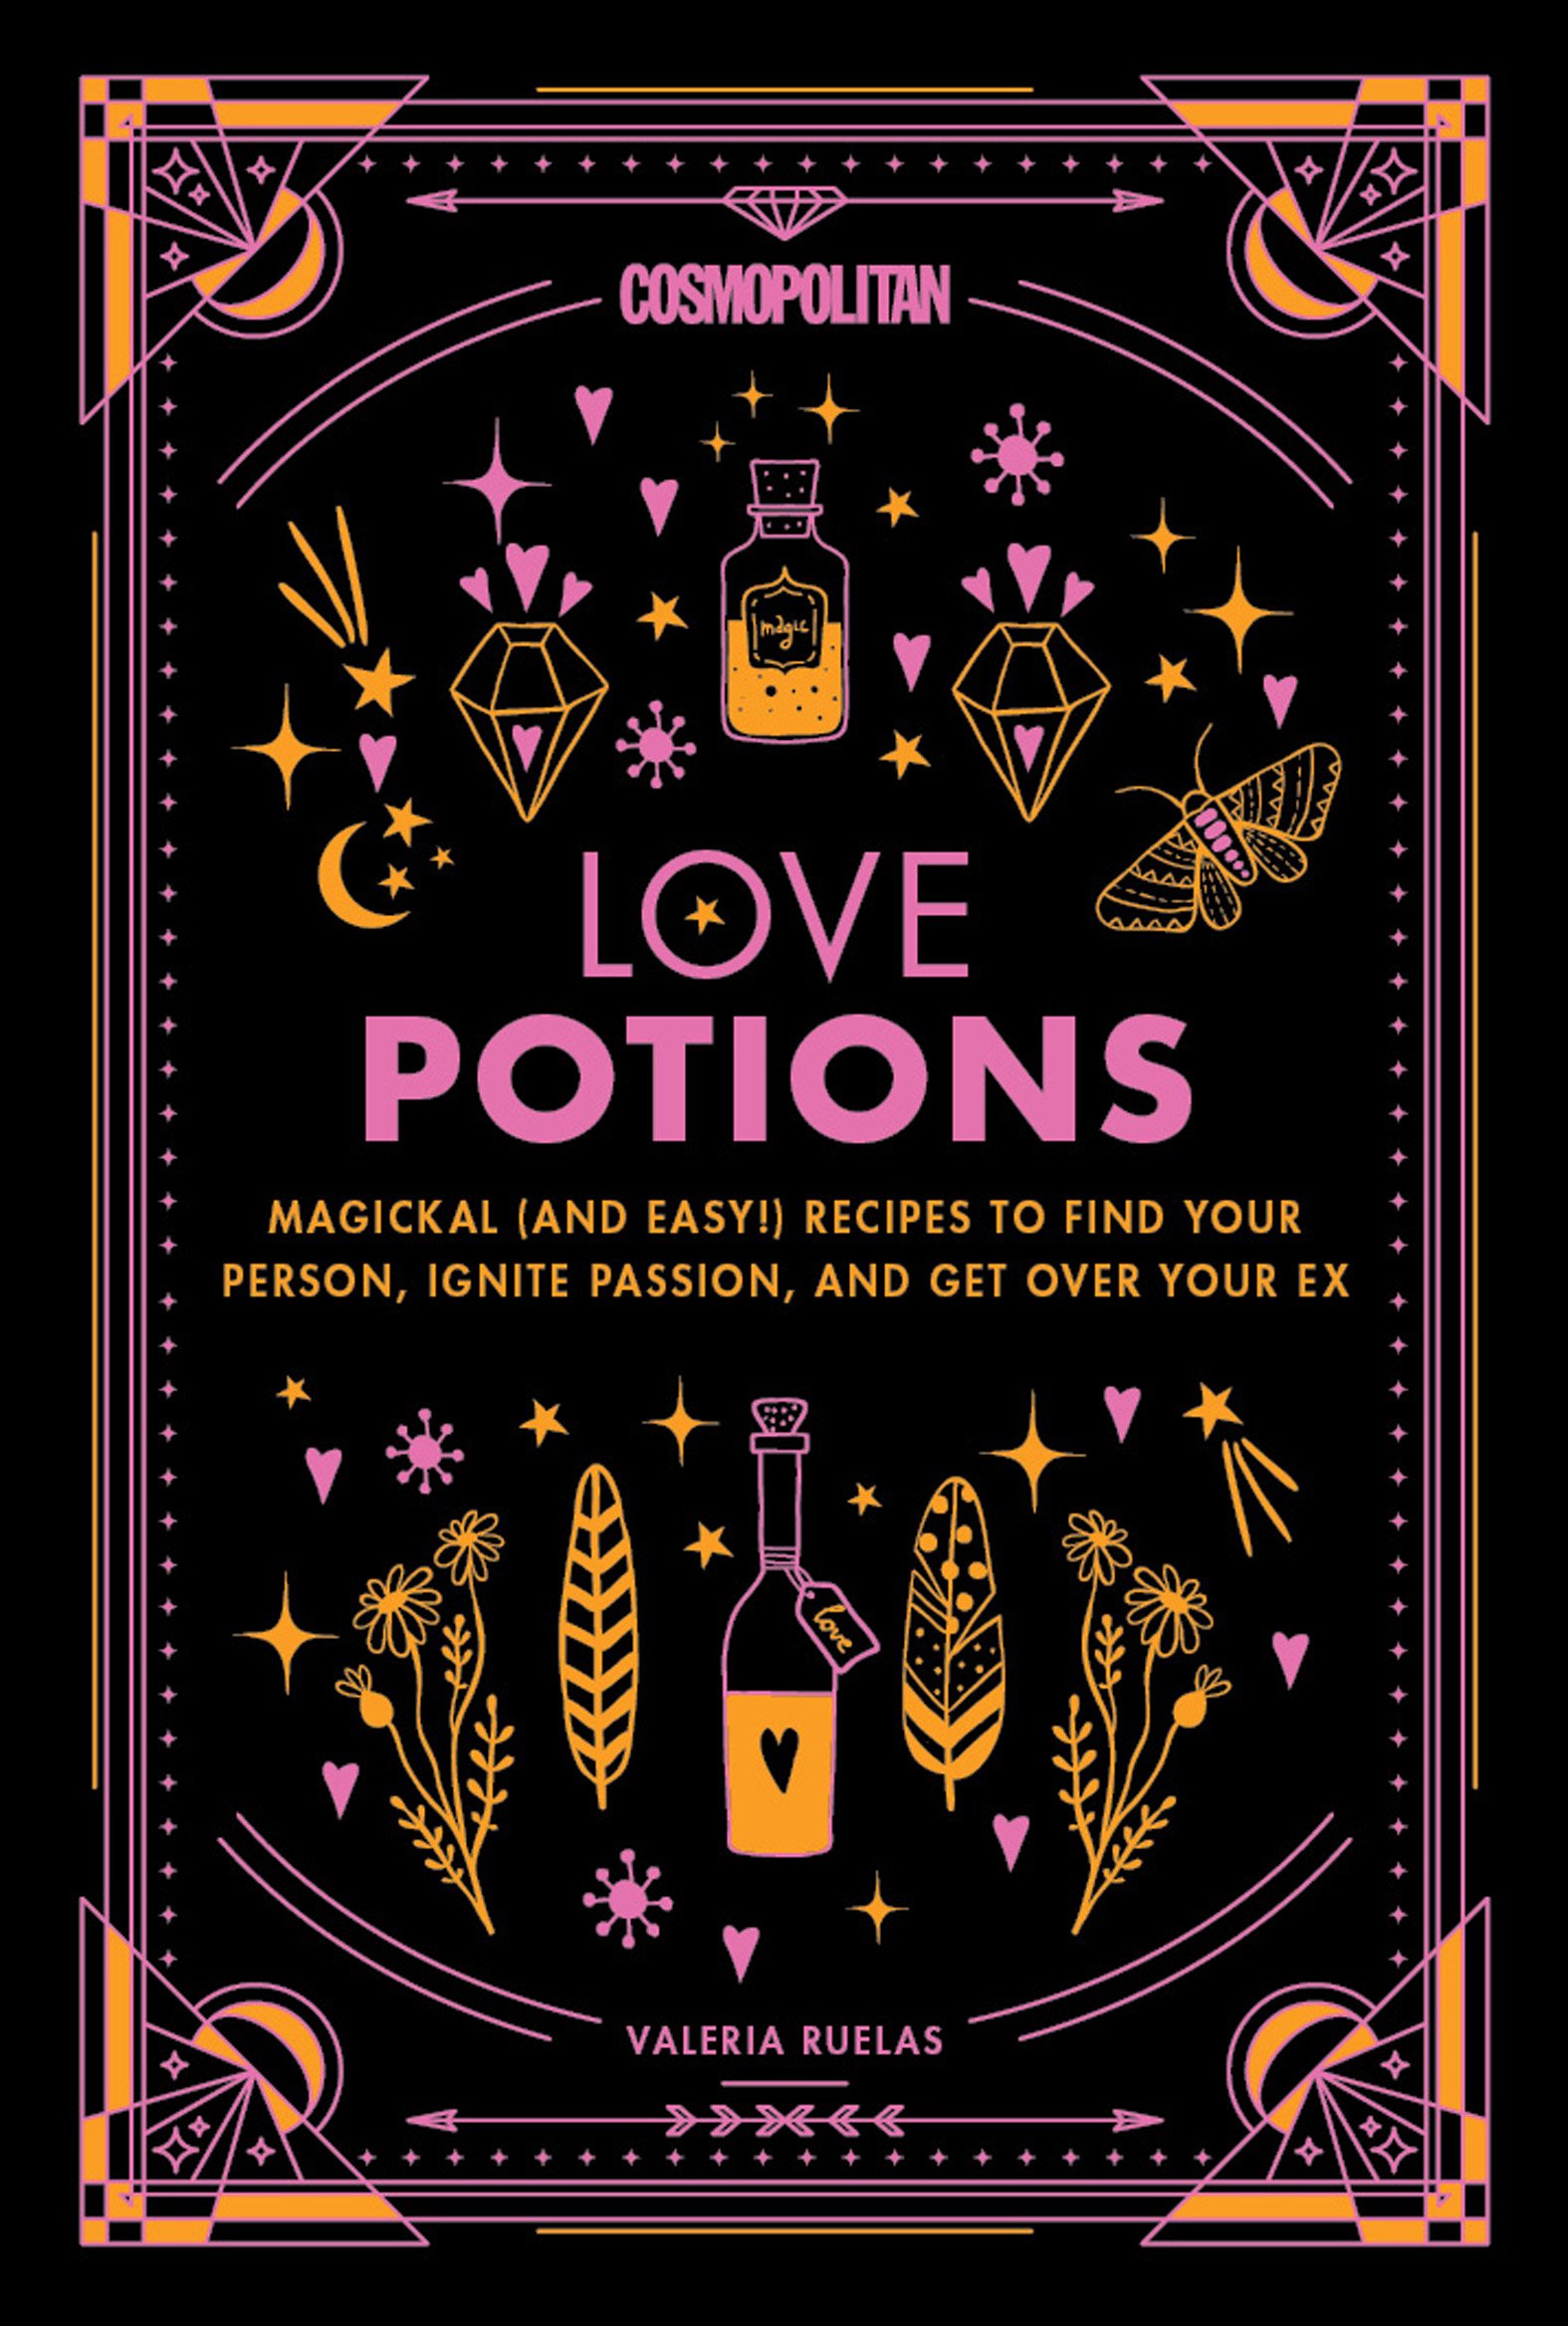 COSMOPOLITAN
magic
LOVE
POTIONS
MAGICKAL (AND EASY!) RECIPES TO FIND YOUR
PERSON, IGNITE PASSION, AND GET OVER YOUR EX
love
VALERIA RUELAS